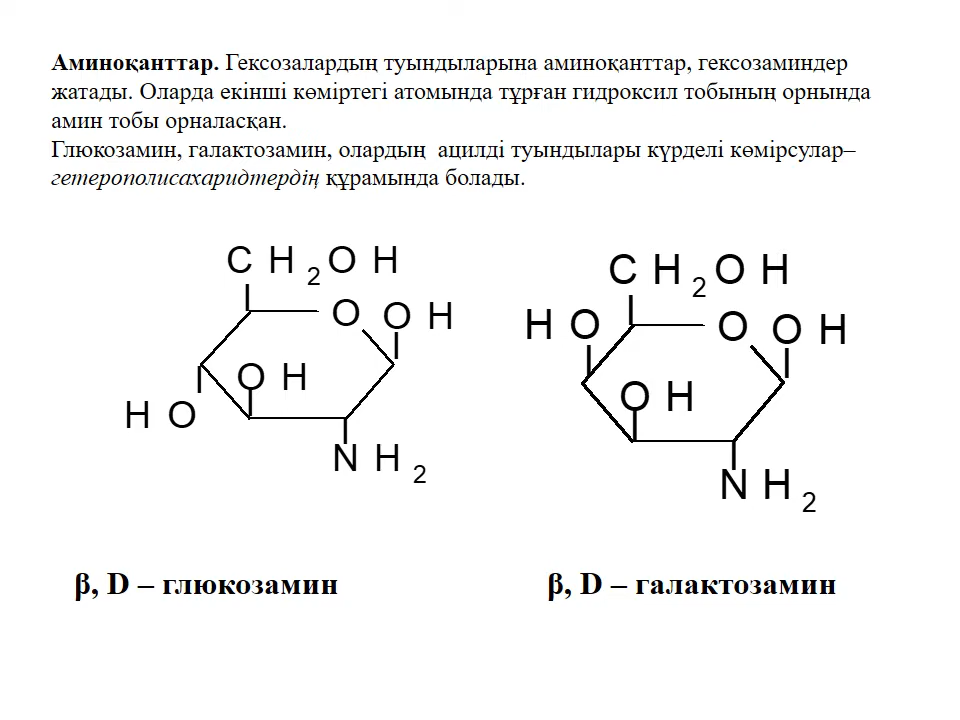 Аминоқанттар. Гексозалардың туындыларына аминоқанттар, гексозаминдер
жатады. Оларда екінші көміртегі атомында тұрған гидроксил тобының орнында
амин тобы орналасқан.
Глюкозамин, галактозамин, олардың  ацилді туындылары күрделі көмірсулар–
гетерополисахаридтердің құрамында болады.
C H 2 O H
O O H
O H
H O
N H 2
C H 2 O H
H O O O H
O H
N H 2
β, D – глюкозамин
β, D – галактозамин